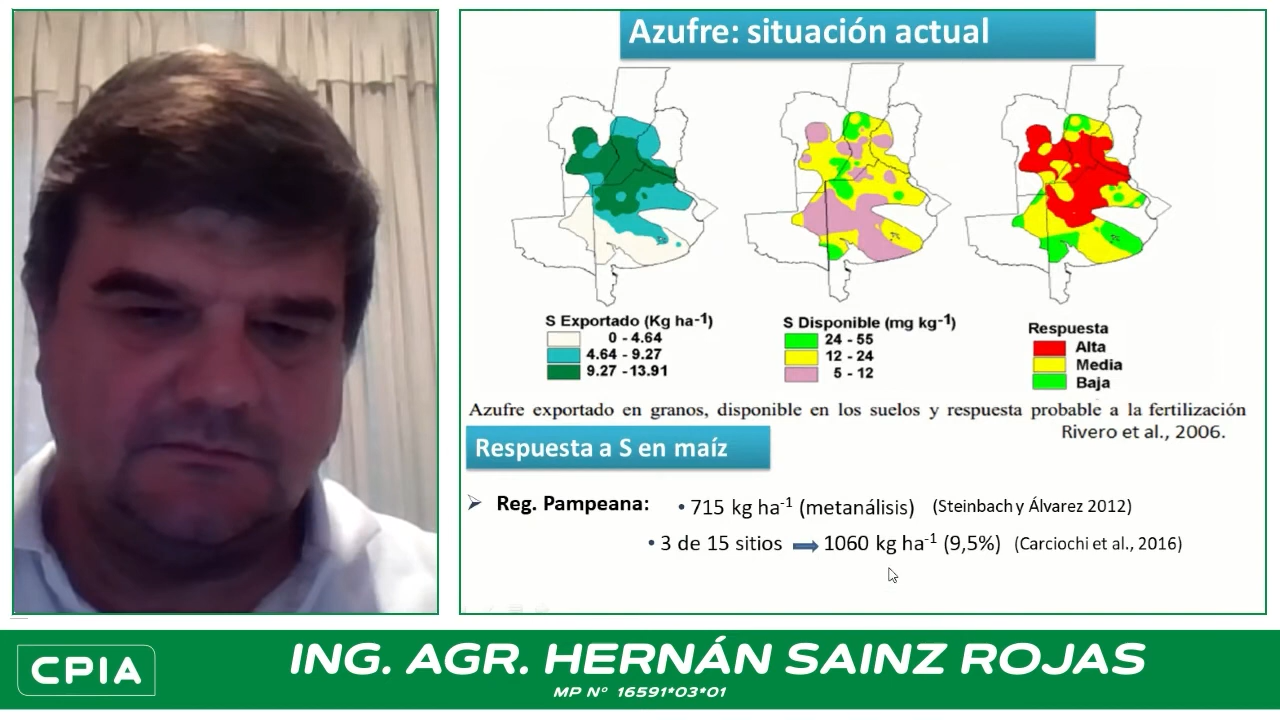 Azufre: situación actual
S Exportado (Kg ha-1)
0 - 4.64
4.64 - 9.27
9.27 - 13.91
S Disponible (mg kg-1)
24 - 55
12 - 24
5 - 12
Respuesta
Alta
Media
Baja
Azufre exportado en granos, disponible en los suelos y respuesta probable a la fertilización
Rivero et al., 2006.
Respuesta a S en maíz
Reg. Pampeana: • 715 kg ha-1 (metanálisis) (Steinbach y Álvarez 2012)
• 3 de 15 sitios 1060 kg ha-1 (9,5%) (Carciochi et al., 2016)
CPIA
ING. AGR. HERNÁN SAINZ ROJAS
MP Nº 16591*03*01